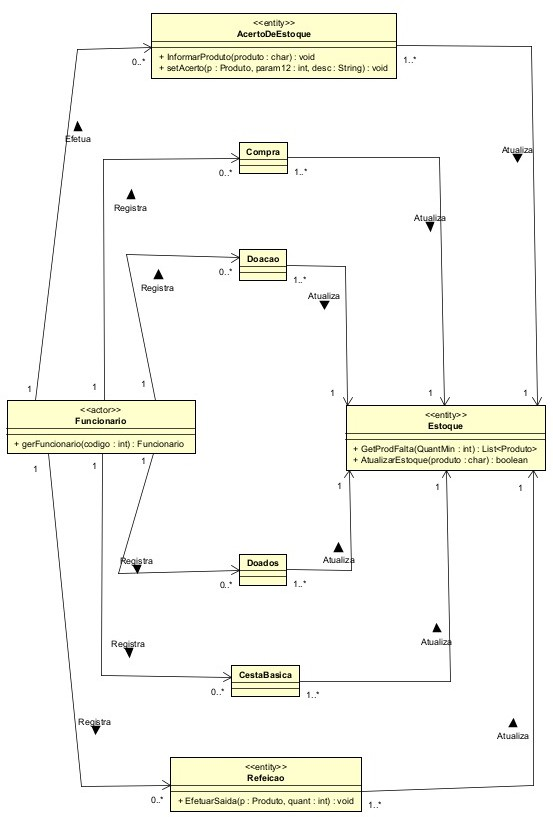 <<entity>>
AcertoDeEstoque
+ InformarProduto(produto : char) : void
+ setAcerto(p : Produto, param12 : int, desc : String) : void
0..*
1..*
Efetua
Atualiza
Compra
0..*
1..*
Registra
Atualiza
Doacao
0..*
1..*
Registra
Atualiza
1
1
1
1
1
1
<<actor>>
Funcionario
+ gerFuncionario(codigo : int) : Funcionario
<<entity>>
Estoque
+ GetProdFalta(QuantMin : int) : List<Produto>
+ AtualizarEstoque(produto : char) : boolean
1
1
1
1
1
1
Registra
Atualiza
Doados
0..*
1..*
Registra
Atualiza
CestaBasica
0..*
1..*
Registra
Atualiza
<<entity>>
Refeicao
+ EfetuarSaida(p : Produto, quant : int) : void
0..*
1..*